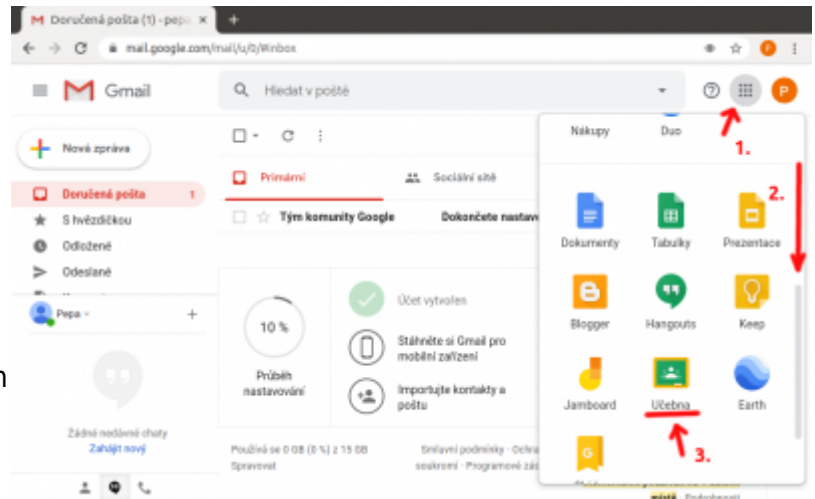 Doručená pošta (1) - pepa
mail.google.com/mail/u/0/#inbox
P
Gmail
Hledat v poště
P
Nová zpráva
Doručená pošta 1
S hvězdičkou
Odložené
Odeslané
Pepa
Žádné nedávné chaty
Zahájit nový
Primární
Sociální sítě
Tým komunity Google
Dokončete nastav
10 %
Průběh
nastavování
Účet vytvořen
Stáhněte si Gmail pro
mobilní zařízení
Importujte kontakty a
poštu
Používá se 0 GB (0 %) z 15 GB
Spravovat
Smluvní podmínky · Ochra
soukromí · Programové zás
Nákupy
Duo
1.
2.
Dokumenty
Tabulky
Prezentace
Blogger
Hangouts
Keep
Jamboard
Učebna
Earth
G
3.
n